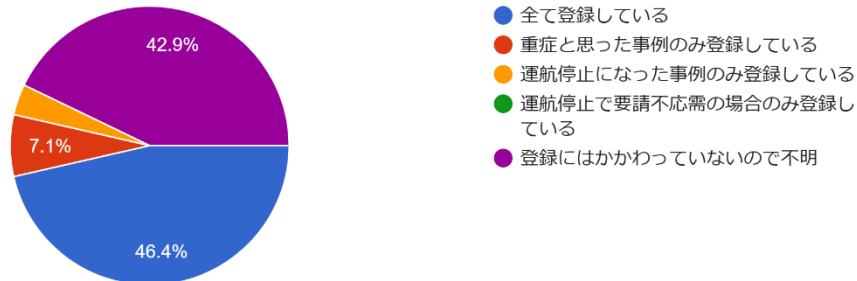 42.9%
7.1%
46.4%
全て登録している
重症と思った事例のみ登録している
運航停止になった事例のみ登録している
運航停止で要請不応需の場合のみ登録し
ている
登録にはかかわっていないので不明